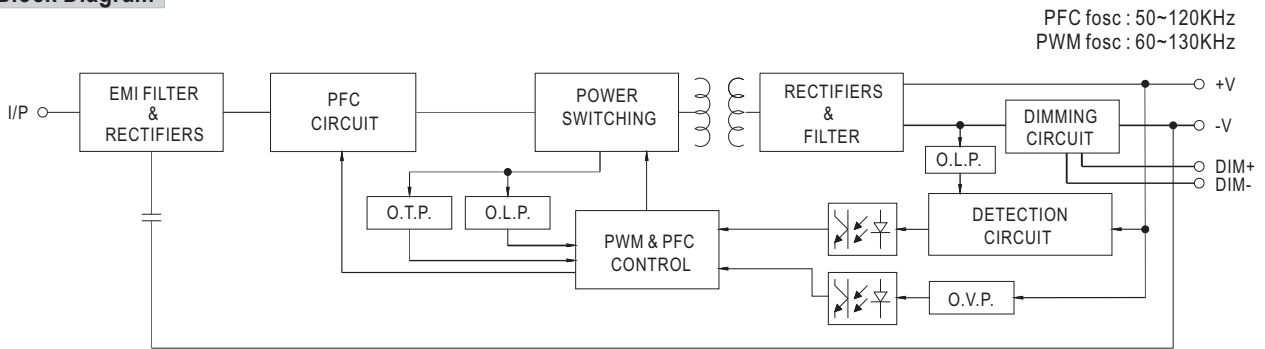 Block Diagram
PFC fosc : 50~120KHz
PWM fosc : 60~130KHz
I/P
EMI FILTER
&
RECTIFIERS
PFC
CIRCUIT
POWER
SWITCHING
RECTIFIERS
&
FILTER
DIMMING
CIRCUIT
+V
-V
DIM+
DIM-
O.L.P.
O.T.P.
O.L.P.
PWM & PFC
CONTROL
DETECTION
CIRCUIT
O.V.P.